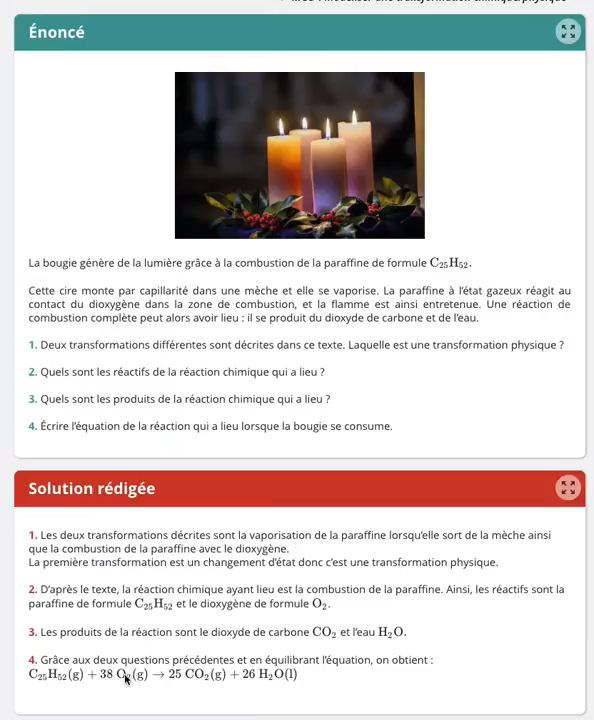 Énoncé
La bougie génère de la lumière grâce à la combustion de la paraffine de formule C₂₅H₅₂.
Cette cire monte par capillarité dans une mèche et elle se vaporise. La paraffine à l'état gazeux réagit au
contact du dioxygène dans la zone de combustion, et la flamme est ainsi entretenue. Une réaction de
combustion complète peut alors avoir lieu : il se produit du dioxyde de carbone et de l'eau.
1. Deux transformations différentes sont décrites dans ce texte. Laquelle est une transformation physique ?
2. Quels sont les réactifs de la réaction chimique qui a lieu ?
3. Quels sont les produits de la réaction chimique qui a lieu ?
4. Écrire l'équation de la réaction qui a lieu lorsque la bougie se consume.
Solution rédigée
1. Les deux transformations décrites sont la vaporisation de la paraffine lorsqu'elle sort de la mèche ainsi
que la combustion de la paraffine avec le dioxygène.
La première transformation est un changement d'état donc c'est une transformation physique.
2. D'après le texte, la réaction chimique ayant lieu est la combustion de la paraffine. Ainsi, les réactifs sont la
paraffine de formule C₂₅H₅₂ et le dioxygène de formule O₂.
3. Les produits de la réaction sont le dioxyde de carbone CO₂ et l'eau H₂O.
4. Grâce aux deux questions précédentes et en équilibrant l'équation, on obtient :
C₂₅H₅₂(g) + 38 O₂(g) → 25 CO₂(g) + 26 H₂O(l)